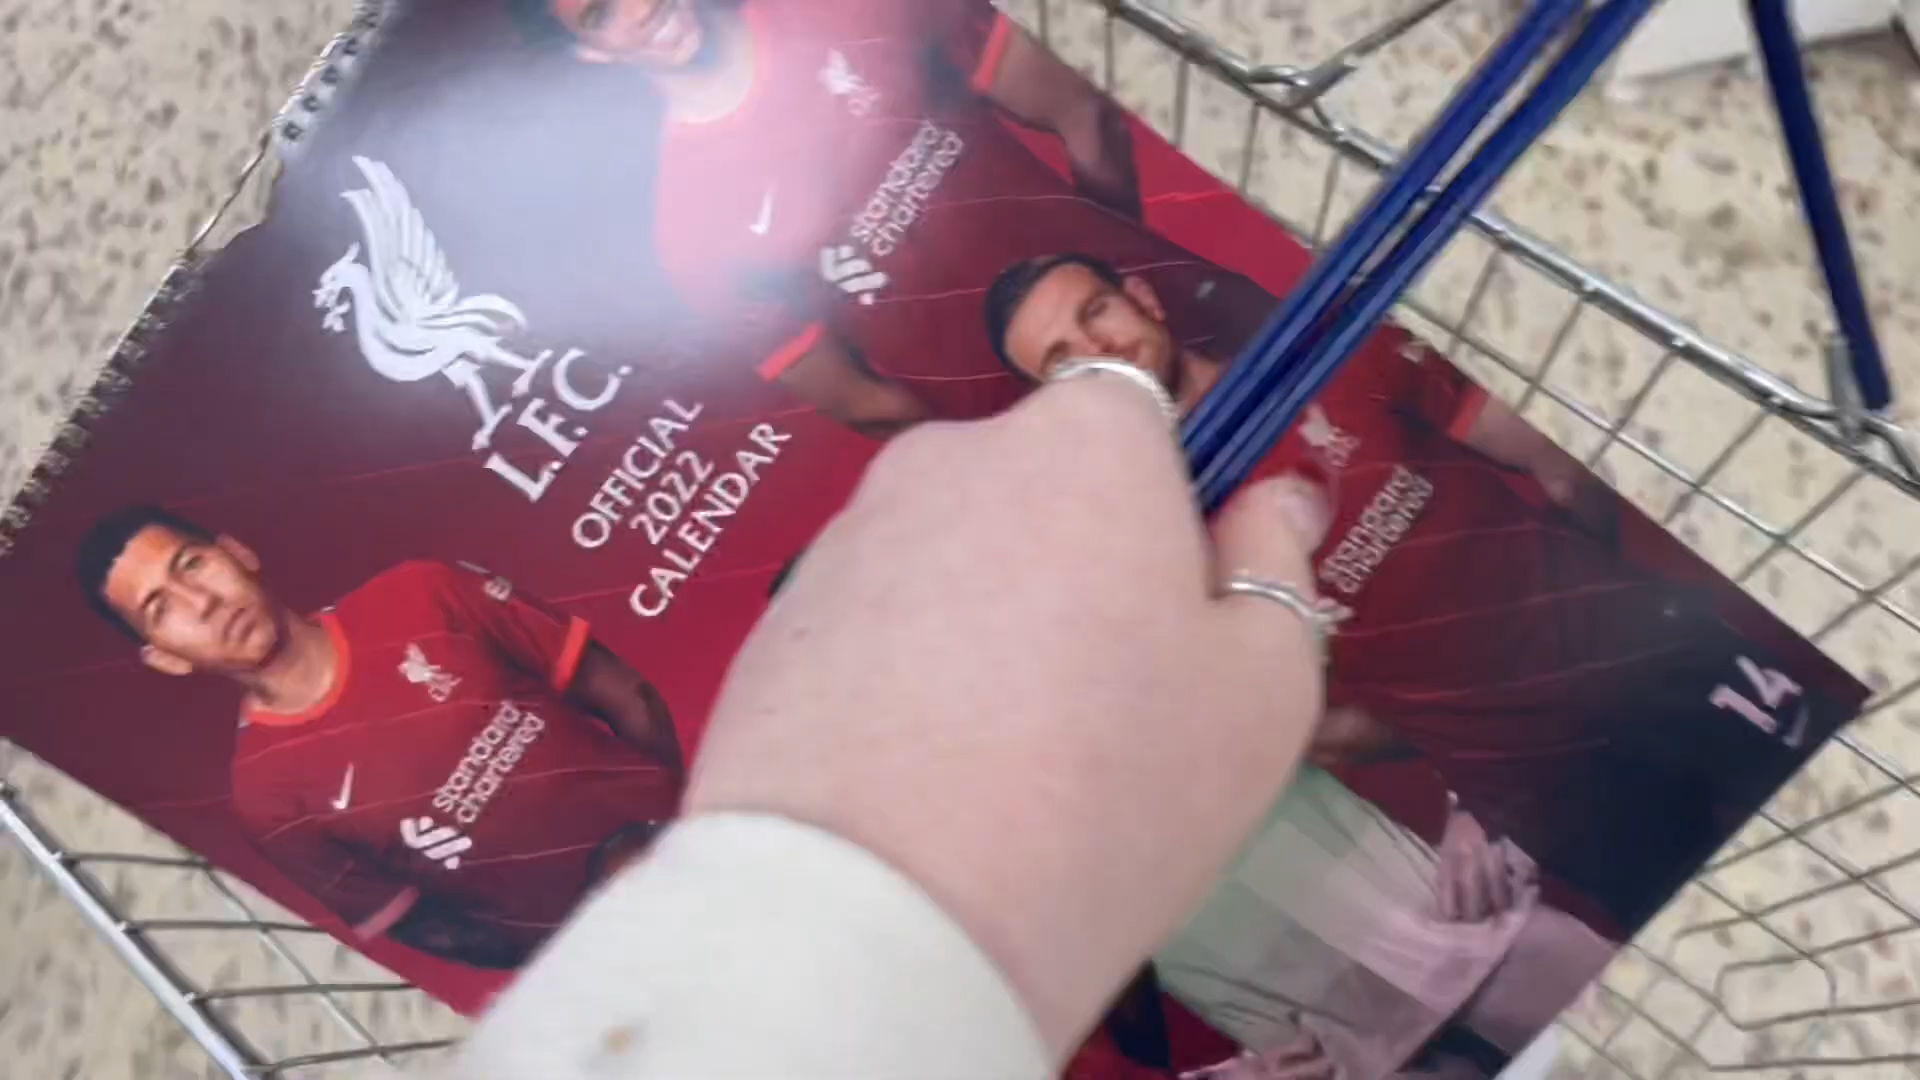 L.F.C.
OFFICIAL
2022
CALENDAR
standard
chartered
standard
chartered
standard
chartered
14